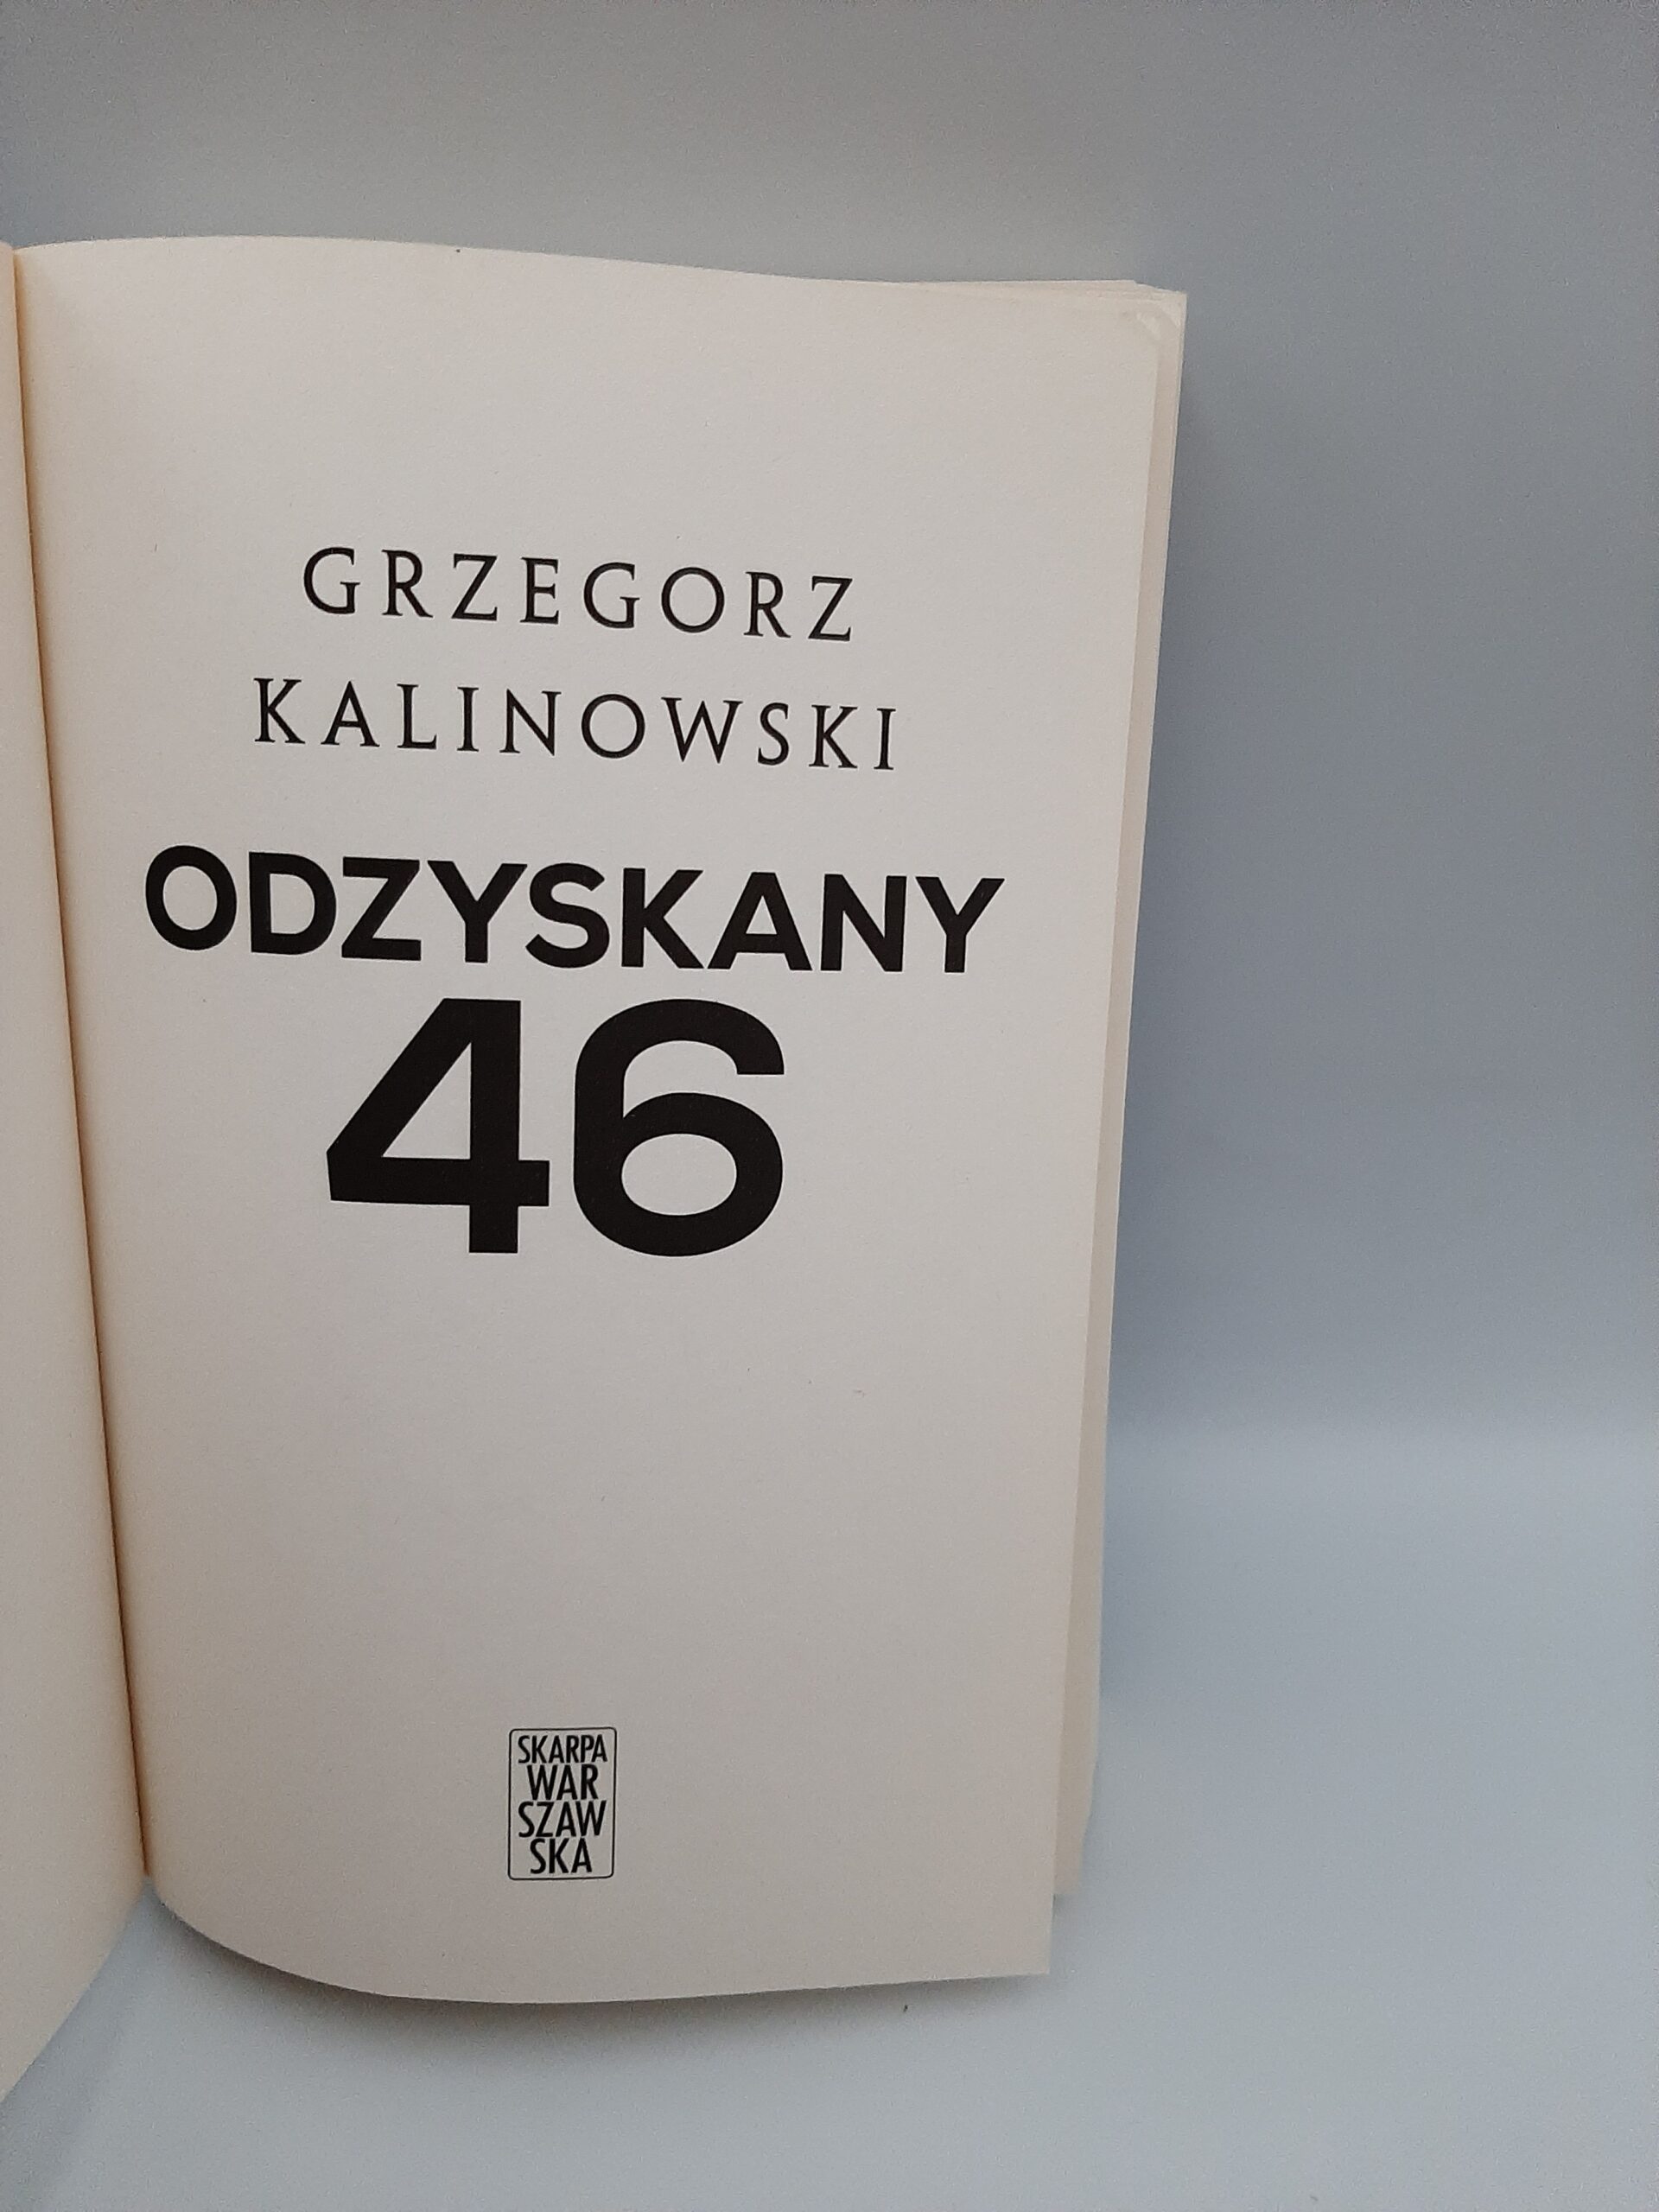 GRZEGORZ
KALINOWSKI
ODZYSKANY
46
SKARPA
WAR
SZAW
SKA